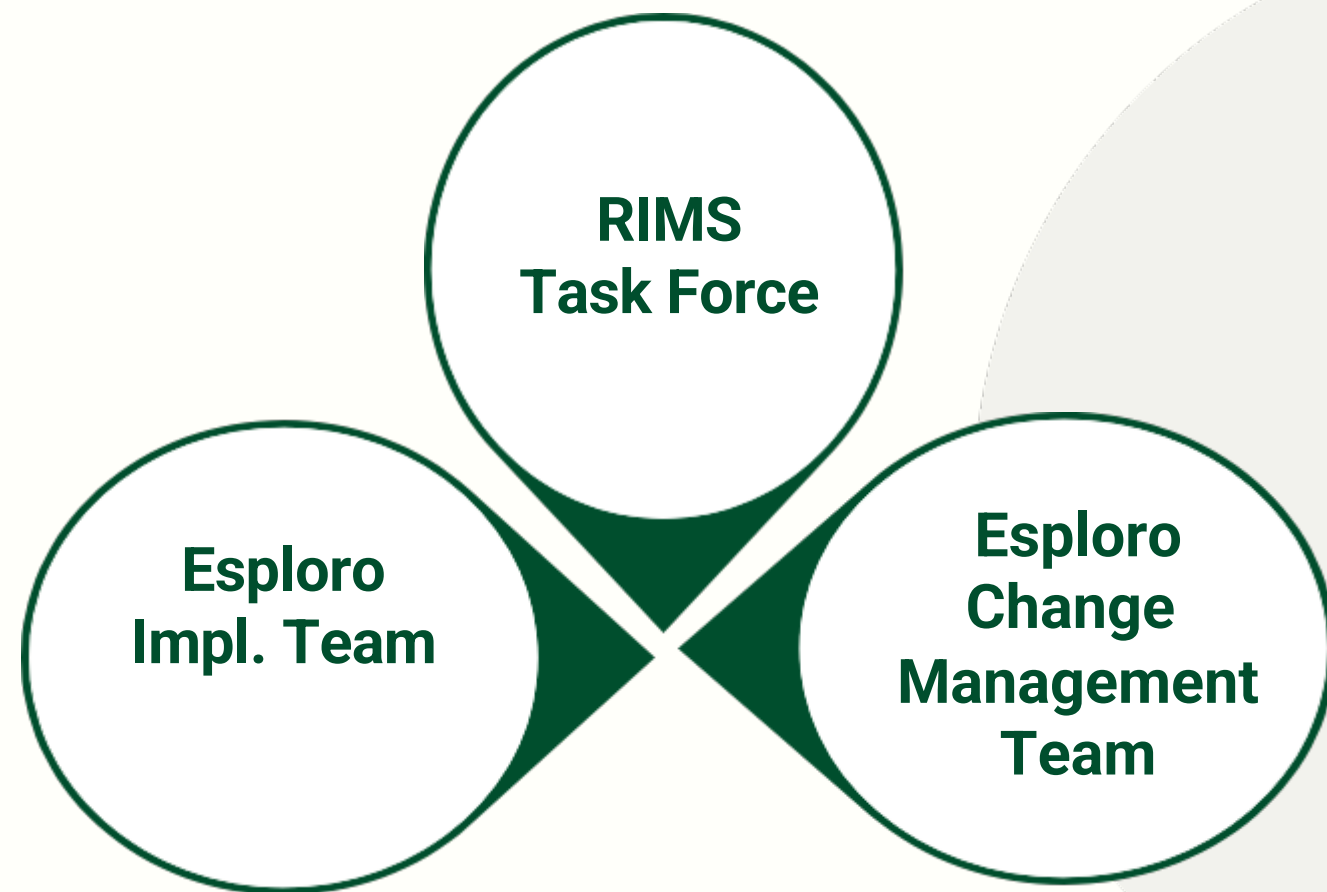 RIMS
Task Force
Esploro
Impl. Team
Esploro
Change
Management
Team